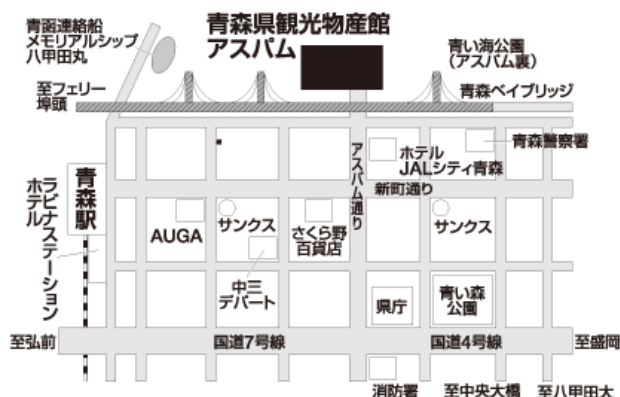 青函連絡船
メモリアルシップ
八甲田丸
青森県観光物産館
アスパム
青い海公園
(アスパム裏)
至フェリー
埠頭
青森ベイブリッジ
青森警察署
ホテル
JALシティ青森
アスパム通り
新町通り
青森駅
ラビナステーション
ホテル
AUGA
サンクス
さくら野
百貨店
サンクス
中三
デパート
県庁
青い森
公園
至弘前
国道7号線
国道4号線
至盛岡
消防署
至中央大橋
至八甲田大